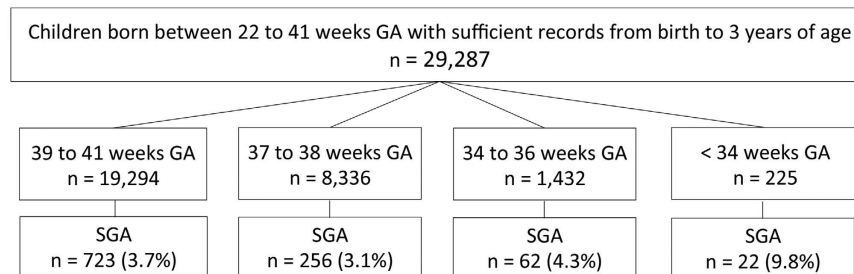 Children born between 22 to 41 weeks GA with sufficient records from birth to 3 years of age
n = 29,287
39 to 41 weeks GA
n = 19,294
37 to 38 weeks GA
n = 8,336
34 to 36 weeks GA
n = 1,432
< 34 weeks GA
n = 225
SGA
n = 723 (3.7%)
SGA
n = 256 (3.1%)
SGA
n = 62 (4.3%)
SGA
n = 22 (9.8%)